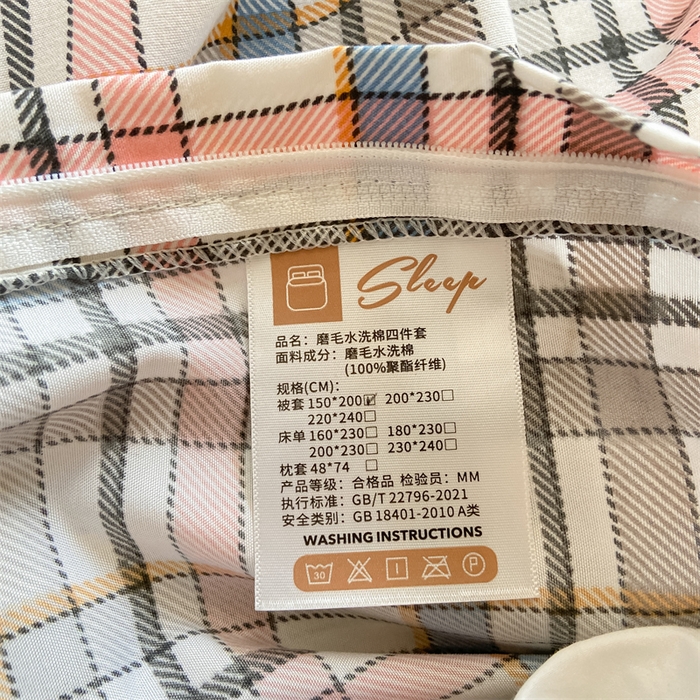 Sleep
品名：磨毛水洗棉四件套
面料成分：磨毛水洗棉
(100%聚酯纤维)
规格(CM)：
被套 150*200☑ 200*230□
220*240□
床单 160*230□ 180*230□
200*230□ 230*240□
枕套 48*74 □
产品等级：合格品 检验员：MM
执行标准：GB/T 22796-2021
安全类别：GB 18401-2010 A类
WASHING INSTRUCTIONS
30 P